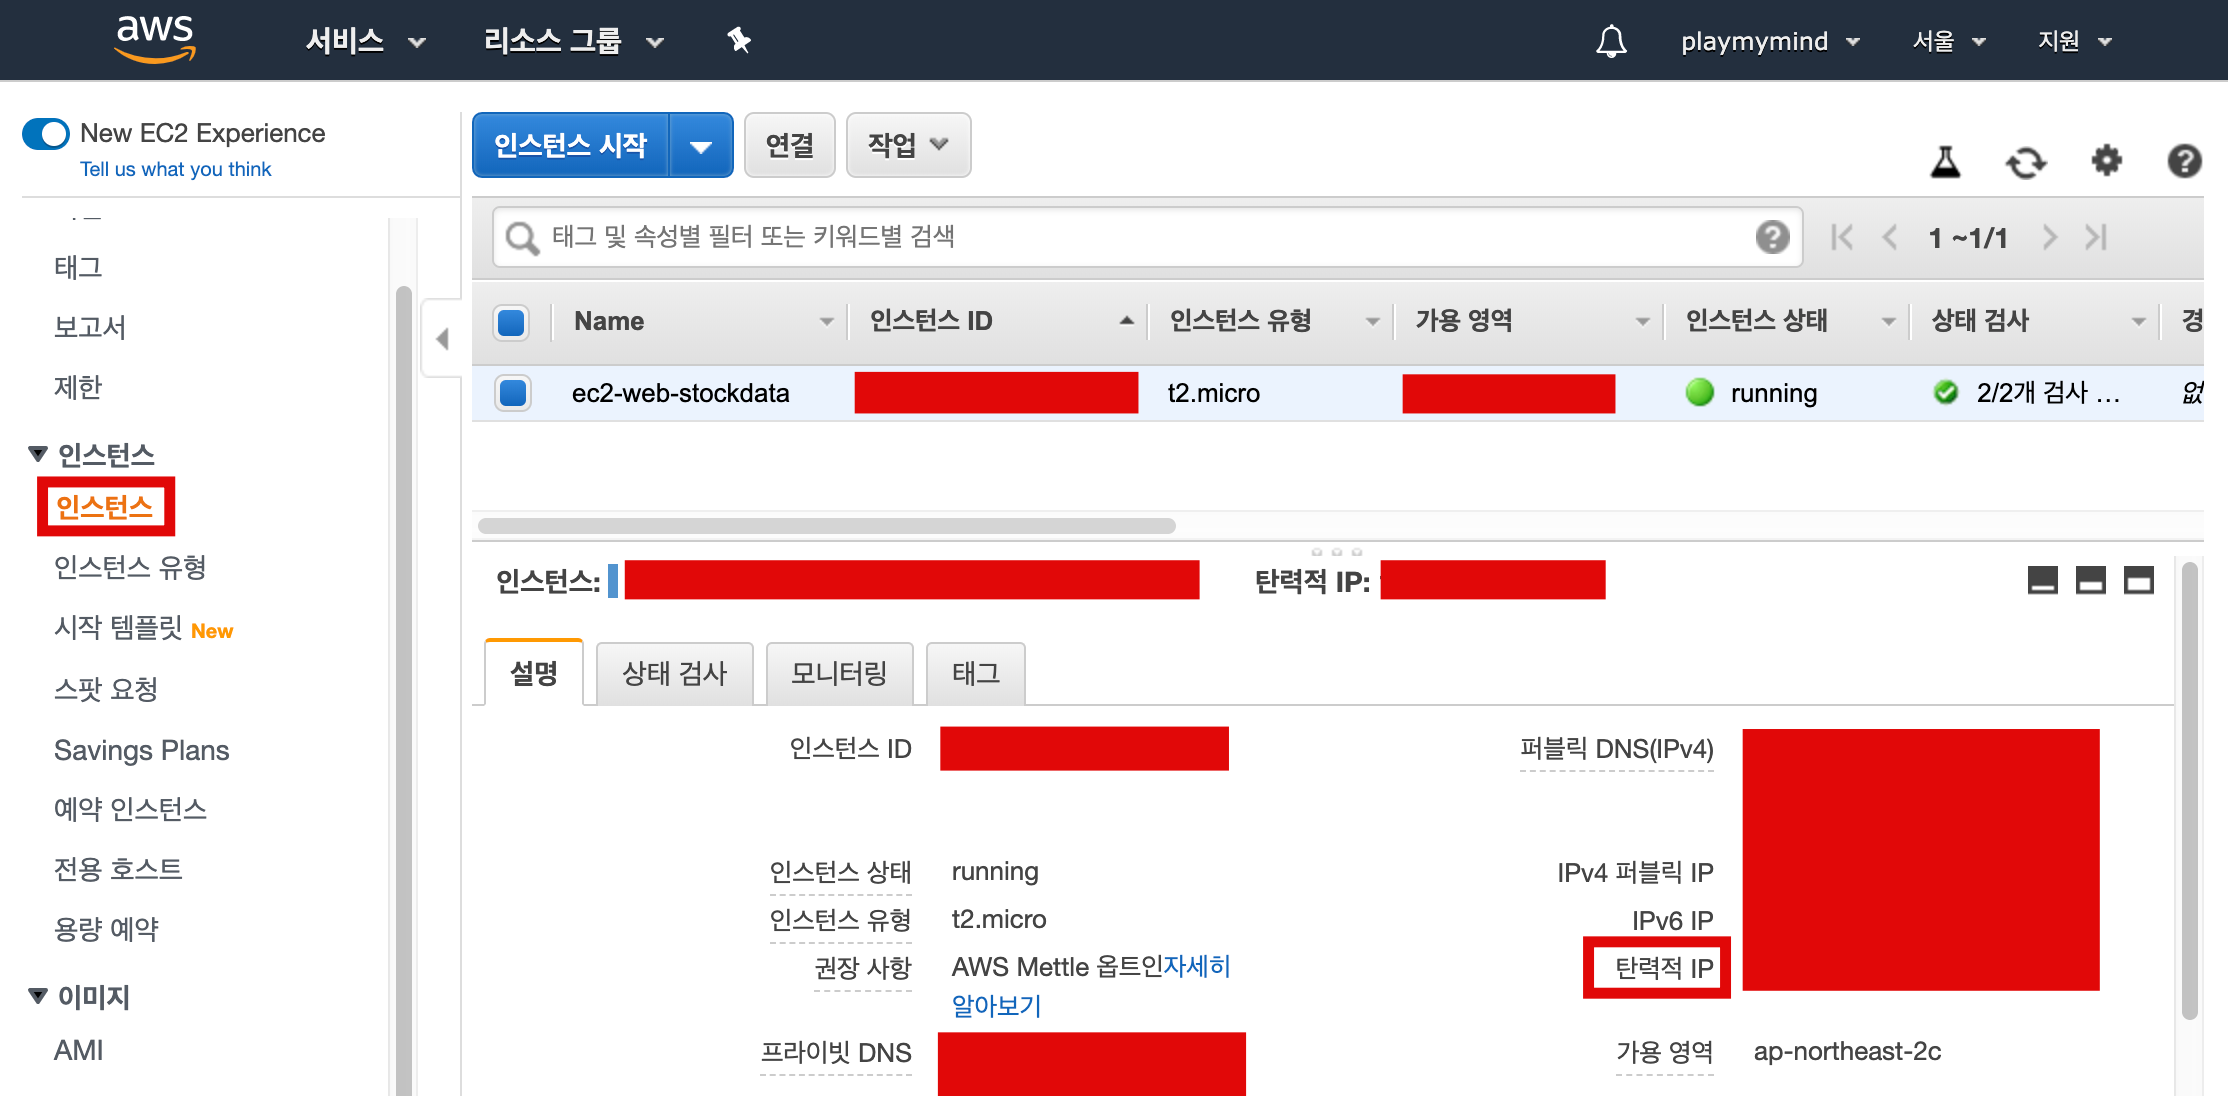 aws 서비스 리소스 그룹 playmymind 서울 지원
New EC2 Experience
Tell us what you think
인스턴스 시작 연결 작업
태그 및 속성별 필터 또는 키워드별 검색 1 ~1/1
Name 인스턴스 ID 인스턴스 유형 가용 영역 인스턴스 상태 상태 검사 경
ec2-web-stockdata t2.micro running 2/2개 검사 ... 없
태그
보고서
제한
인스턴스
인스턴스
인스턴스 유형
시작 템플릿 New
스팟 요청
Savings Plans
예약 인스턴스
전용 호스트
용량 예약
이미지
AMI
인스턴스: 탄력적 IP:
설명 상태 검사 모니터링 태그
인스턴스 ID 퍼블릭 DNS(IPv4)
인스턴스 상태 running IPv4 퍼블릭 IP
인스턴스 유형 t2.micro IPv6 IP
권장 사항 AWS Mettle 옵트인자세히 탄력적 IP
알아보기
프라이빗 DNS 가용 영역 ap-northeast-2c